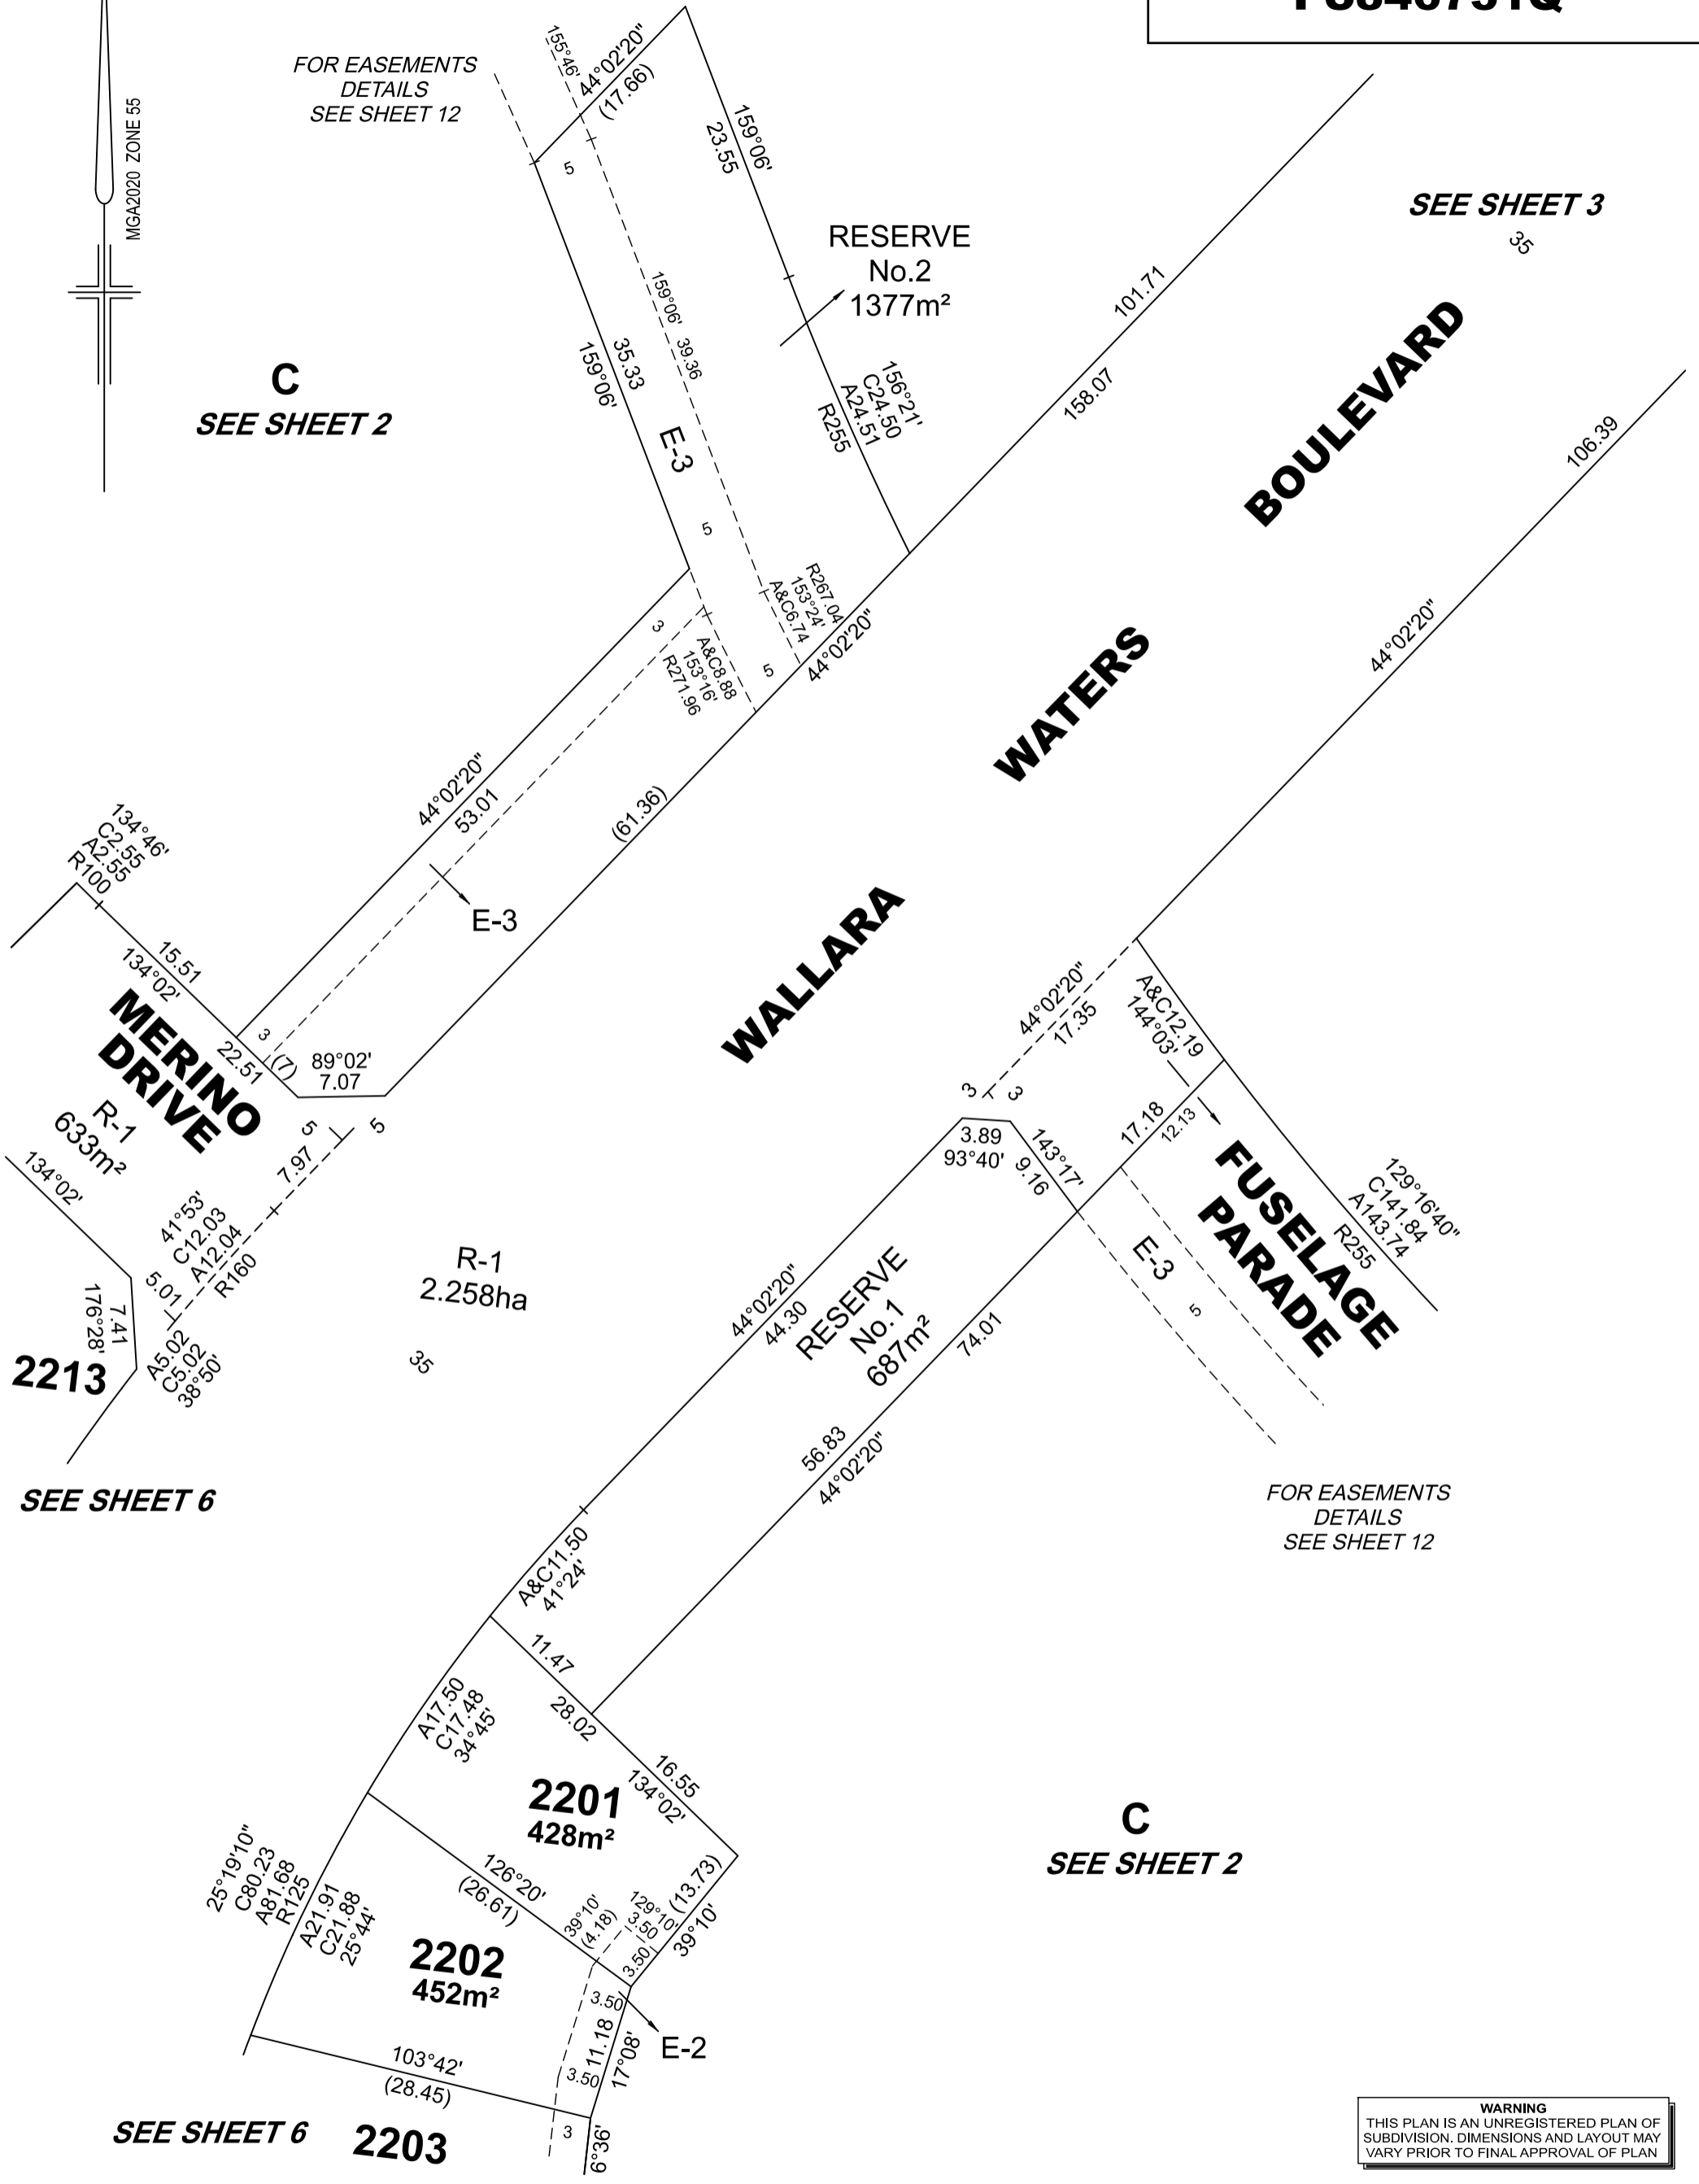 MGA2020 ZONE 55
FOR EASEMENTS
DETAILS
SEE SHEET 12
155°46'
44°02'20"
(17.66)
5
159°06'
23.55
RESERVE
No.2
1377m²
SEE SHEET 3
35
C
SEE SHEET 2
35.33
159°06'
159°06' 39.36
E-3
5
156°21'
C24.50
A24.51
R255
101.71
158.07
BOULEVARD
106.39
44°02'20"
R267.04
153°24'
A&C6.74
44°02'20"
3
A&C8.88
153°16'
R271.96
5
WATERS
44°02'20"
53.01
(61.36)
E-3
WALLARA
134°46'
C2.55
A2.55
R100
15.51
134°02'
MERINO
DRIVE
3
22.51
(7)
89°02'
7.07
R-1
633m²
134°02'
5
5
7.97
41°53'
C12.03
A12.04
R160
5.01
7.41
176°28'
2213
A5.02
C5.02
38°50'
SEE SHEET 6
R-1
2.258ha
35
44°02'20"
17.35
3
3
A&C12.19
144°03'
3.89
93°40'
143°17'
9.16
17.18
12.13
FUSELAGE
PARADE
129°16'40"
C141.84
A143.74
R255
E-3
5
44°02'20"
44.30
RESERVE
No.1
687m²
74.01
56.83
44°02'20"
FOR EASEMENTS
DETAILS
SEE SHEET 12
A&C11.50
41°24'
11.47
28.02
A17.50
C17.48
34°45'
16.55
134°02'
2201
428m²
C
SEE SHEET 2
126°20'
(26.61)
(13.73)
39°10'
39°10'
(4.18)
129°10'
3.50
3.50
25°19'10"
C80.23
A81.68
R125
A21.91
C21.88
25°44'
2202
452m²
3.50
11.18
17°08'
3.50
E-2
103°42'
(28.45)
SEE SHEET 6
2203
3
6°36'
WARNING
THIS PLAN IS AN UNREGISTERED PLAN OF
SUBDIVISION. DIMENSIONS AND LAYOUT MAY
VARY PRIOR TO FINAL APPROVAL OF PLAN